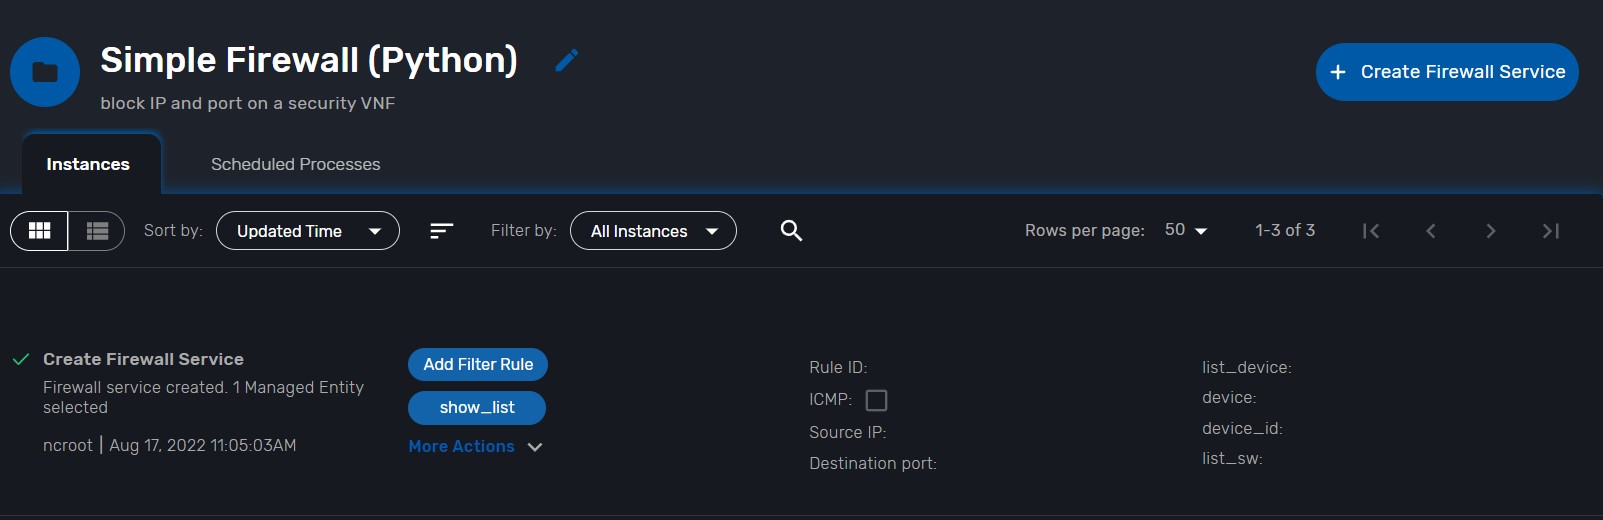 Simple Firewall (Python)
block IP and port on a security VNF
+ Create Firewall Service
Instances
Scheduled Processes
Sort by: Updated Time
Filter by: All Instances
Rows per page: 50
1-3 of 3
Create Firewall Service
Firewall service created. 1 Managed Entity
selected
ncroot | Aug 17, 2022 11:05:03AM
Add Filter Rule
show_list
More Actions
Rule ID:
ICMP:
Source IP:
Destination port:
list_device:
device:
device_id:
list_sw: